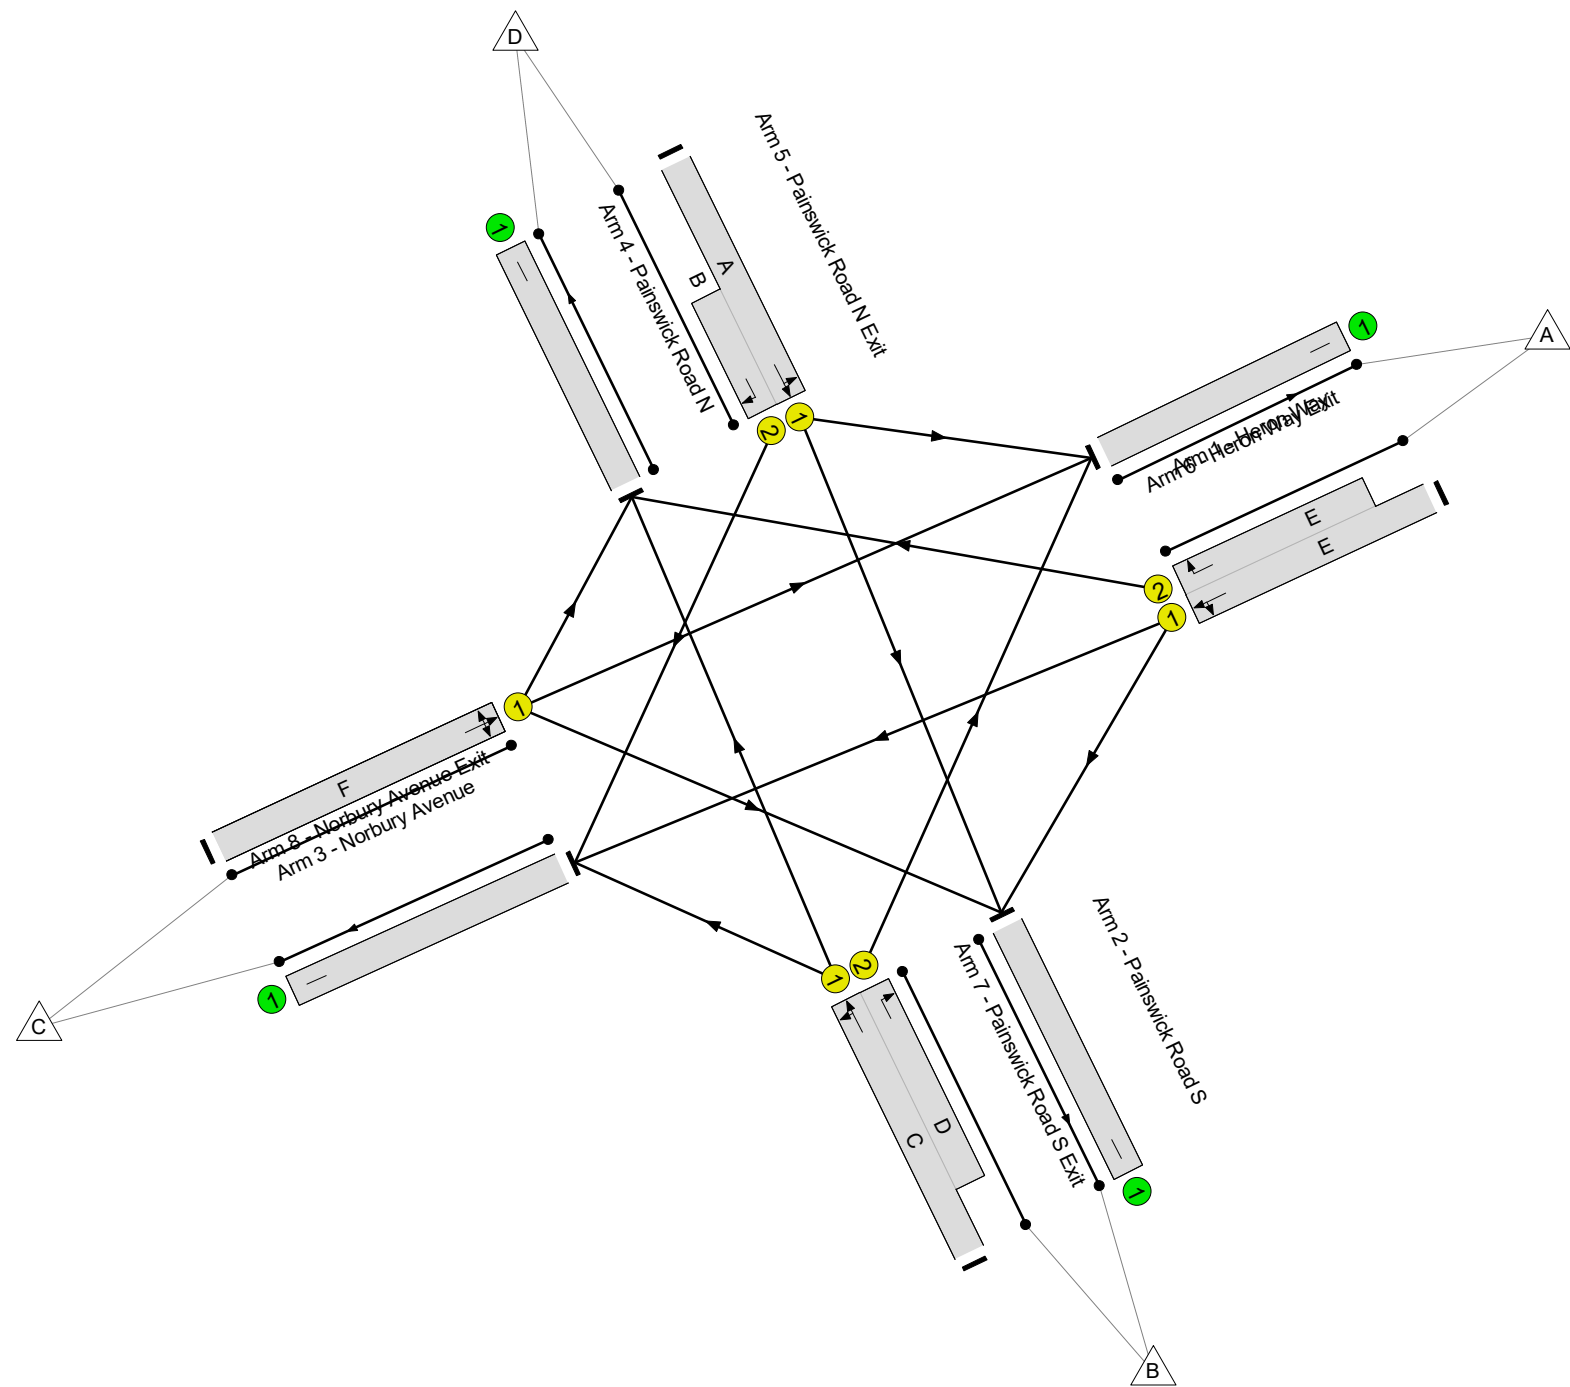 D
Arm 5 - Painswick Road N Exit
1
Arm 4 - Painswick Road N
A
B
1
A
Arm 1 - Heron Way
Arm 6 - Heron Way Exit
2
1
E
E
2
1
1
F
Arm 8 - Norbury Avenue Exit
Arm 3 - Norbury Avenue
Arm 2 - Painswick Road S
Arm 7 - Painswick Road S Exit
1
2
1
C
D
C
1
B